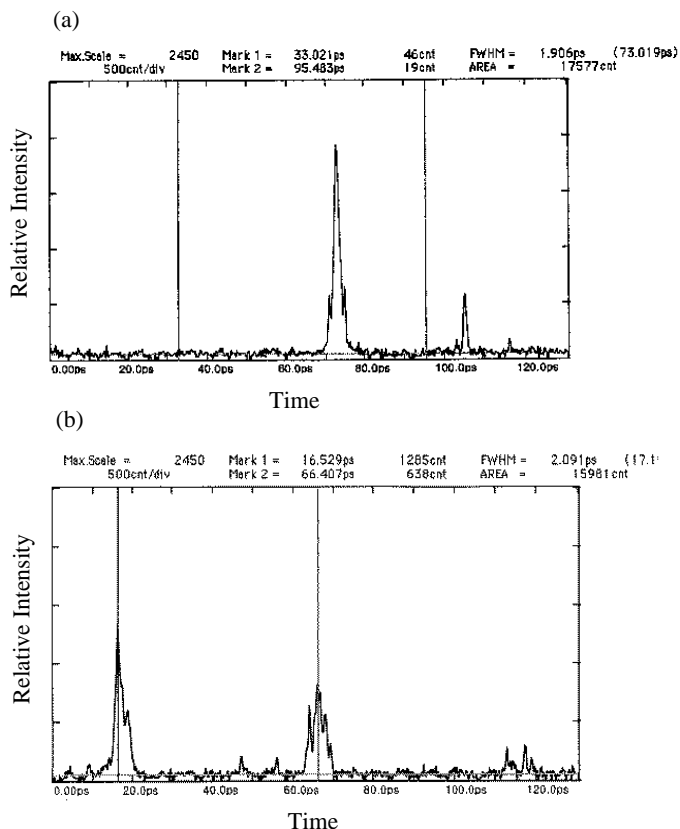 (a)
Max.Scale = 2450 Mark 1 = 33.021ps 46cnt FWHM = 1.906ps (73.019ps)
500cnt/div Mark 2 = 95.483ps 19cnt AREA = 17577cnt
Relative Intensity
0.00ps 20.0ps 40.0ps 60.0ps 80.0ps 100.0ps 120.0ps
Time
(b)
Max.Scale = 2450 Mark 1 = 16.529ps 1285cnt FWHM = 2.091ps (17.1
500cnt/div Mark 2 = 66.407ps 638cnt AREA = 15981cnt
Relative Intensity
0.00ps 20.0ps 40.0ps 60.0ps 80.0ps 100.0ps 120.0ps
Time